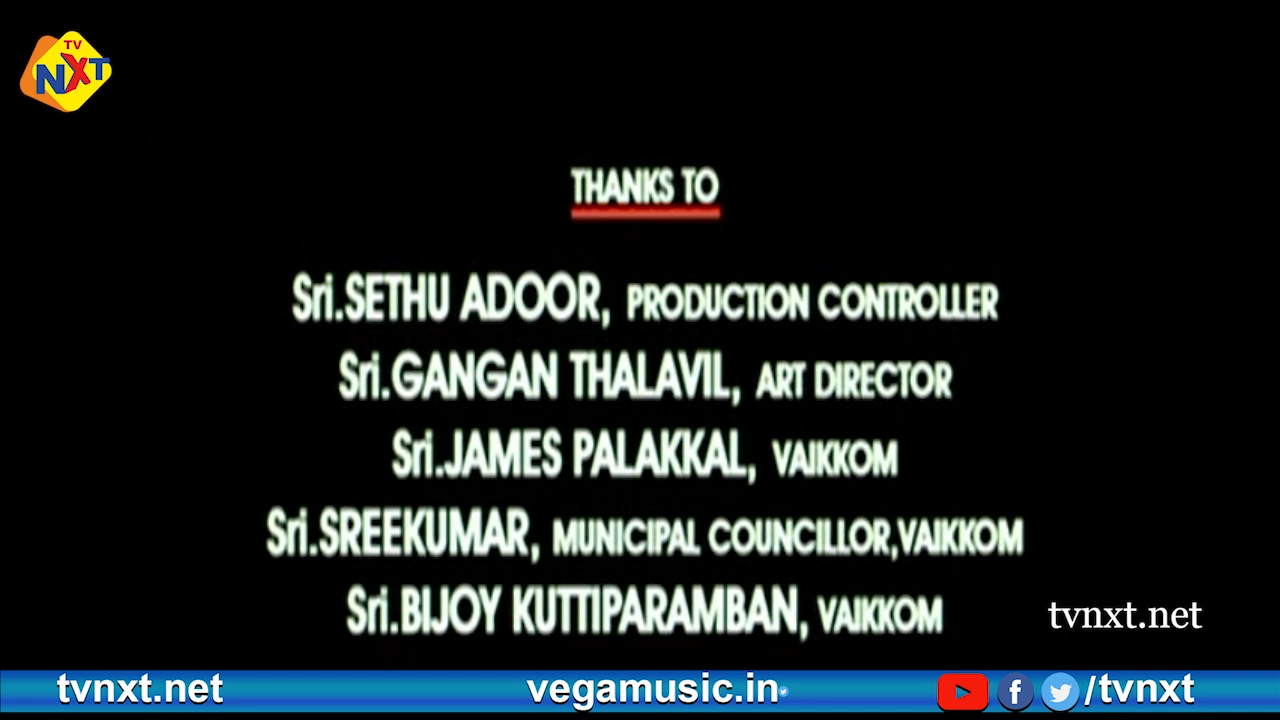 TV
NXT
THANKS TO
Sri.SETHU ADOOR, PRODUCTION CONTROLLER
Sri.GANGAN THALAVIL, ART DIRECTOR
Sri.JAMES PALAKKAL, VAIKKOM
Sri.SREEKUMAR, MUNICIPAL COUNCILLOR,VAIKKOM
Sri.BIJOY KUTTIPARAMBAN, VAIKKOM
tvnxt.net
tvnxt.net vegamusic.in f /tvnxt